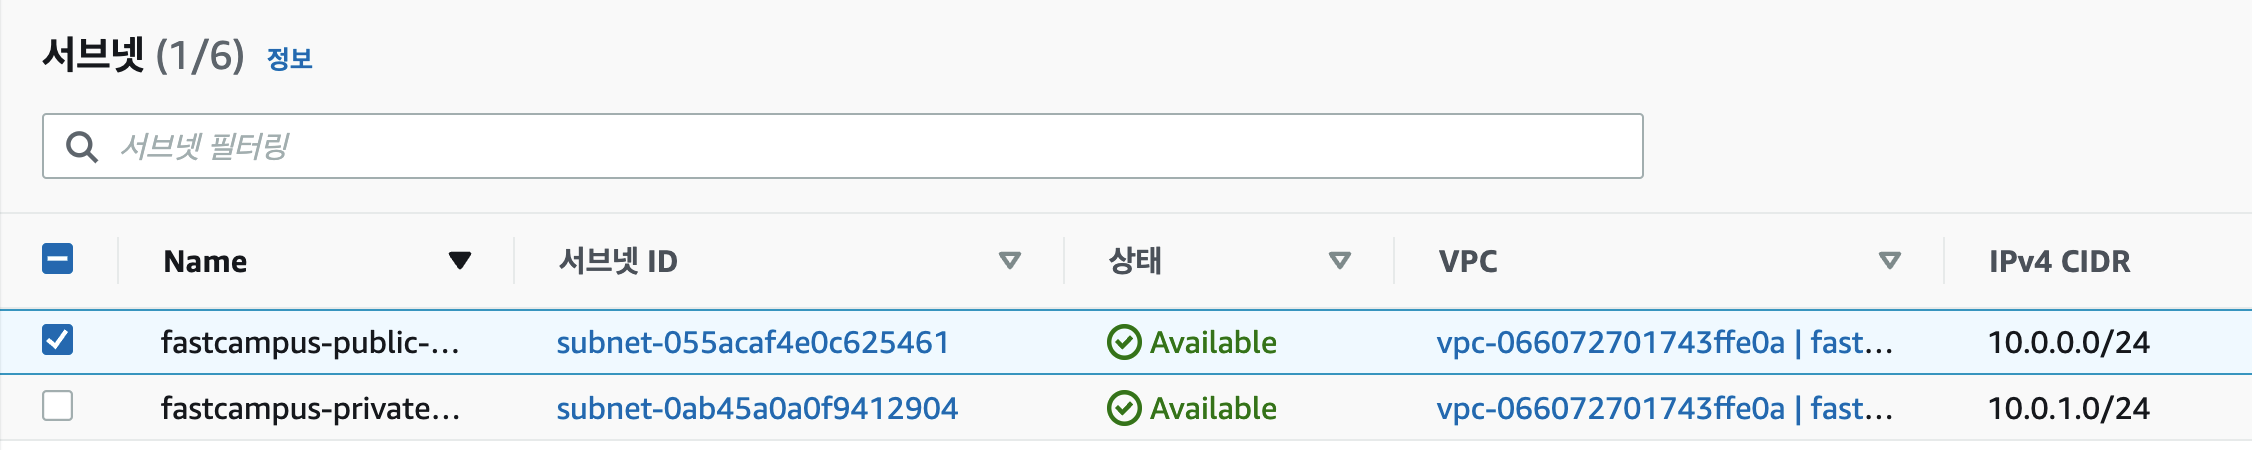 서브넷 (1/6) 정보
서브넷 필터링
Name 서브넷 ID 상태 VPC IPv4 CIDR
fastcampus-public-... subnet-055acaf4e0c625461 Available vpc-066072701743ffe0a | fast... 10.0.0.0/24
fastcampus-private... subnet-0ab45a0a0f9412904 Available vpc-066072701743ffe0a | fast... 10.0.1.0/24